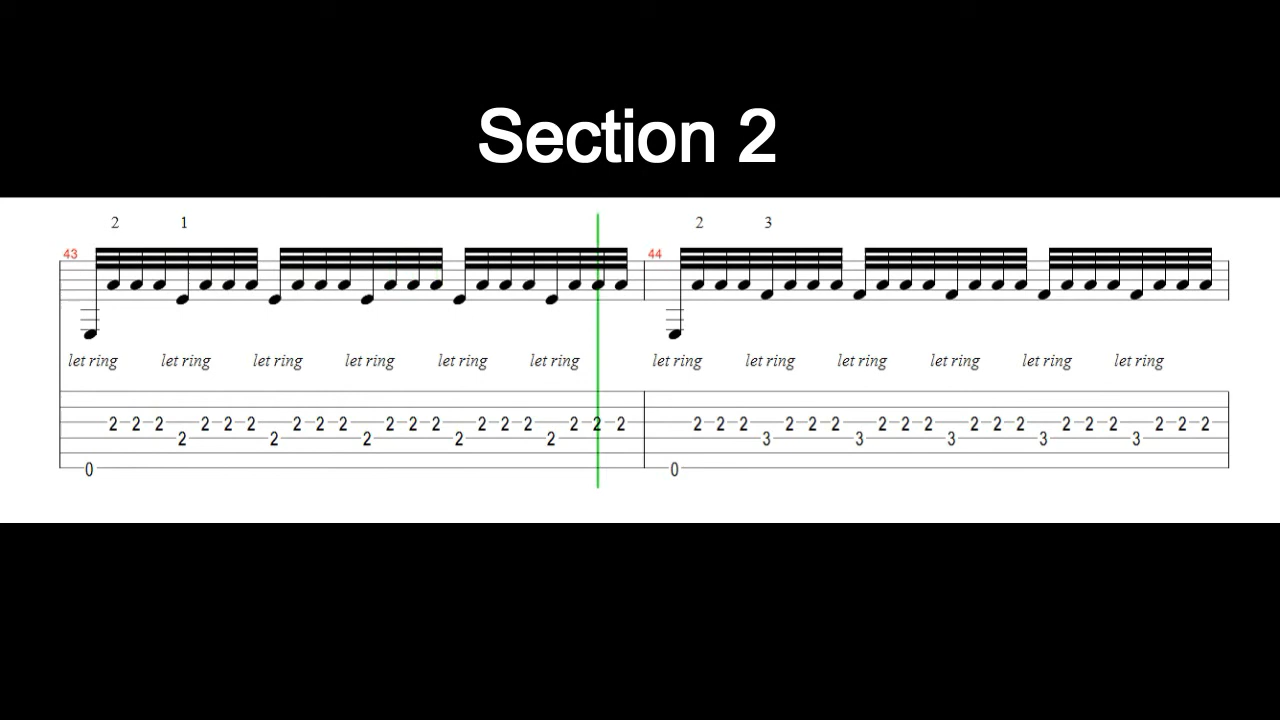 Section 2
2 1 2 3
43 44
let ring let ring let ring let ring let ring let ring let ring let ring let ring let ring let ring let ring
2 2 2 2 2 2 2 2 2 2 2 2 2 2 2 2 2 2 2 2 2 2 2 2 2 2 2 2 2 2 2 2 2 2 2 2
2 2 2 2 2 3 3 3 3 3
0 0